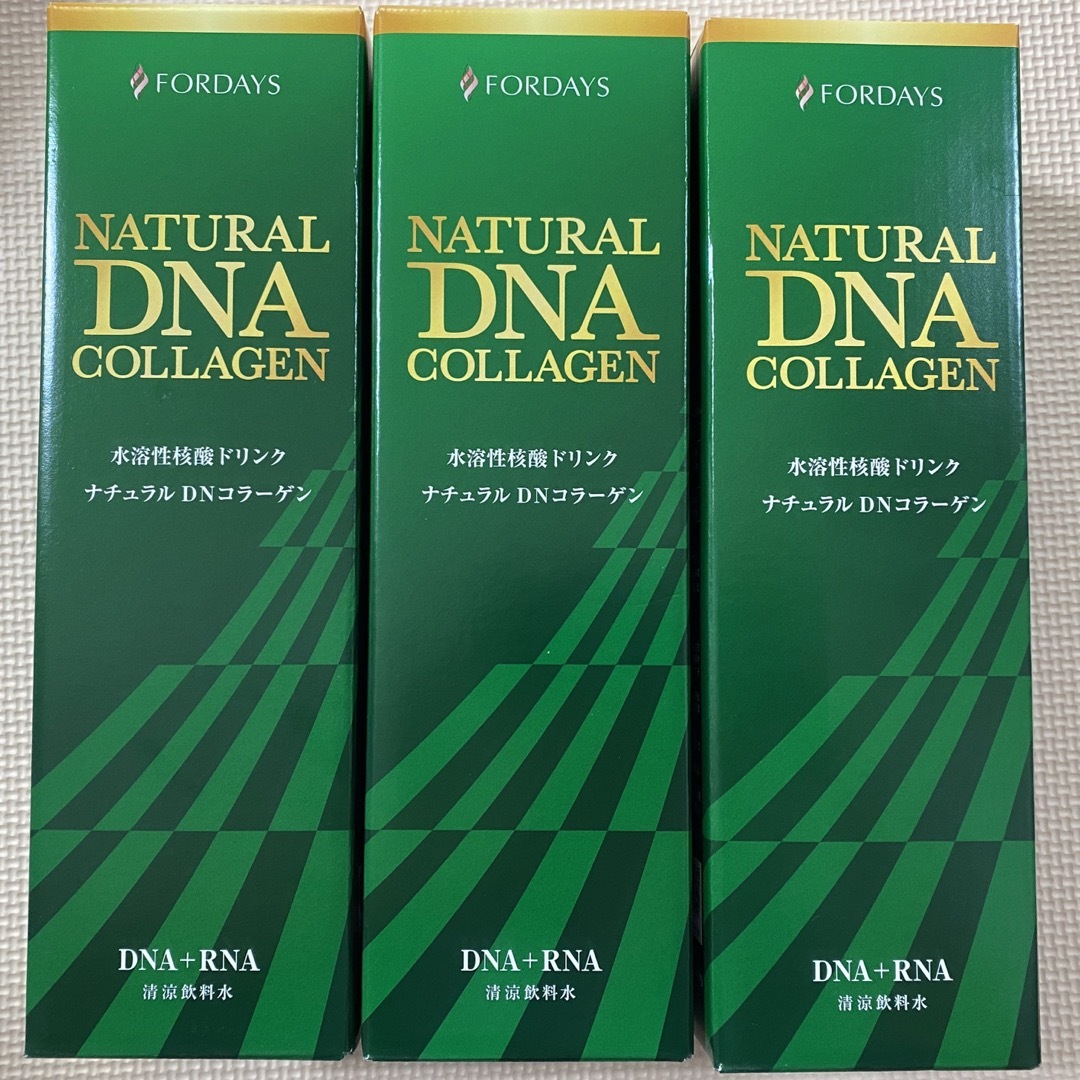 FORDAYS
NATURAL
DNA
COLLAGEN
水溶性核酸ドリンク
ナチュラル DNコラーゲン
DNA+RNA
清涼飲料水
FORDAYS
NATURAL
DNA
COLLAGEN
水溶性核酸ドリンク
ナチュラル DNコラーゲン
DNA+RNA
清涼飲料水
FORDAYS
NATURAL
DNA
COLLAGEN
水溶性核酸ドリンク
ナチュラル DNコラーゲン
DNA+RNA
清涼飲料水